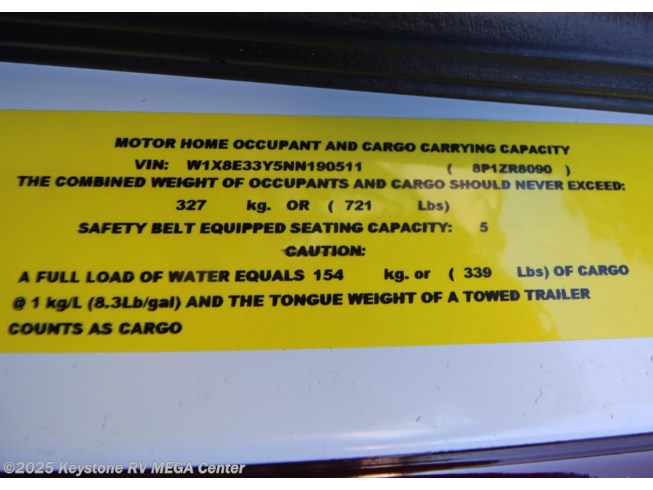 MOTOR HOME OCCUPANT AND CARGO CARRYING CAPACITY
VIN: W1X8E33Y5NN190511 ( 8P1ZR8090 )
THE COMBINED WEIGHT OF OCCUPANTS AND CARGO SHOULD NEVER EXCEED:
327 kg. OR ( 721 Lbs)
SAFETY BELT EQUIPPED SEATING CAPACITY: 5
CAUTION:
A FULL LOAD OF WATER EQUALS 154 kg. or ( 339 Lbs) OF CARGO
@ 1 kg/L (8.3Lb/gal) AND THE TONGUE WEIGHT OF A TOWED TRAILER
COUNTS AS CARGO
©2025 Keystone RV MEGA Center